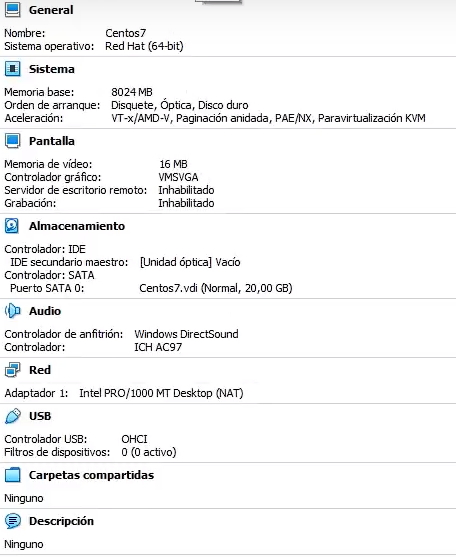 General
Nombre: Centos7
Sistema operativo: Red Hat (64-bit)
Sistema
Memoria base: 8024 MB
Orden de arranque: Disquete, Óptica, Disco duro
Aceleración: VT-x/AMD-V, Paginación anidada, PAE/NX, Paravirtualización KVM
Pantalla
Memoria de vídeo: 16 MB
Controlador gráfico: VMSVGA
Servidor de escritorio remoto: Inhabilitado
Grabación: Inhabilitado
Almacenamiento
Controlador: IDE
IDE secundario maestro: [Unidad óptica] Vacío
Controlador: SATA
Puerto SATA 0: Centos7.vdi (Normal, 20,00 GB)
Audio
Controlador de anfitrión: Windows DirectSound
Controlador: ICH AC97
Red
Adaptador 1: Intel PRO/1000 MT Desktop (NAT)
USB
Controlador USB: OHCI
Filtros de dispositivos: 0 (0 activo)
Carpetas compartidas
Ninguno
Descripción
Ninguno